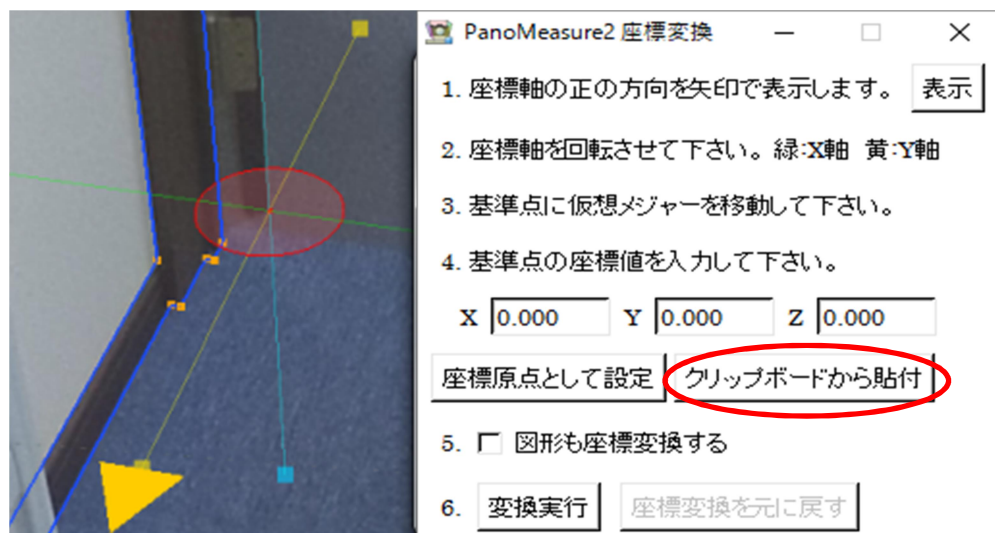 PanoMeasure2 座標変換
1. 座標軸の正の方向を矢印で表示します。 表示
2. 座標軸を回転させて下さい。緑:X軸 黄:Y軸
3. 基準点に仮想メジャーを移動して下さい。
4. 基準点の座標値を入力して下さい。
X 0.000 Y 0.000 Z 0.000
座標原点として設定 クリップボードから貼付
5. 図形も座標変換する
6. 変換実行 座標変換を元に戻す